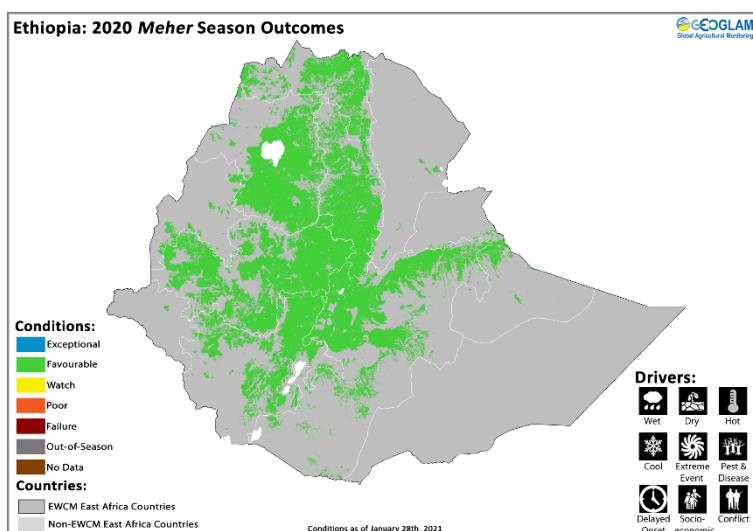 Ethiopia: 2020 Meher Season Outcomes
GEOGLAM
Global Agricultural Monitoring
Conditions:
Exceptional
Favourable
Watch
Poor
Failure
Out-of-Season
No Data
Countries:
EWCM East Africa Countries
Non-EWCM East Africa Countries
Conditions as of January 28th, 2021
Drivers:
Wet
Dry
Hot
Cool
Extreme Event
Pest & Disease
Delayed Onset
Socio-economic
Conflict